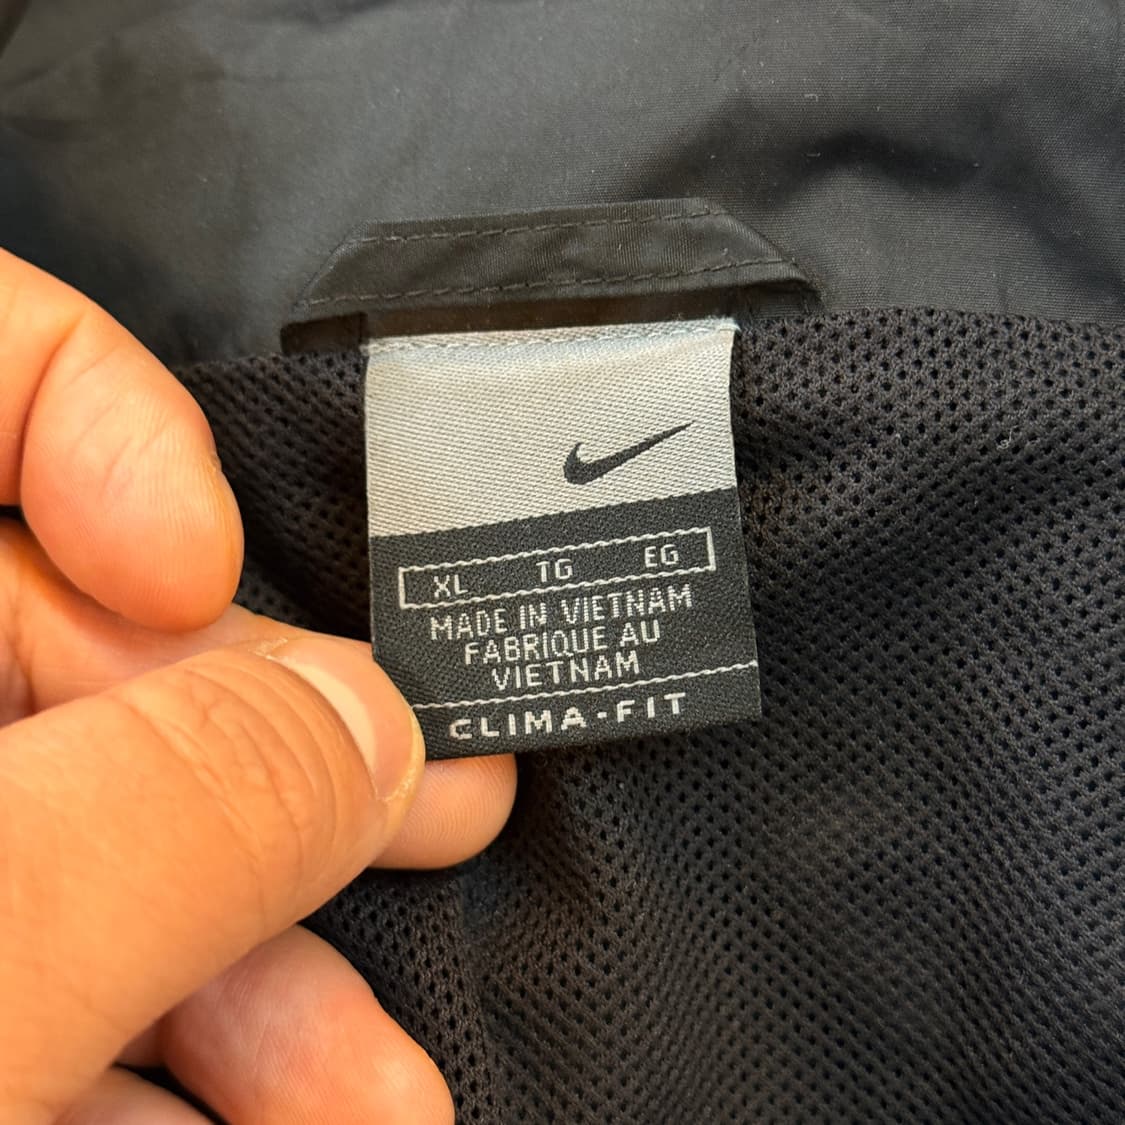 XL TG EG
MADE IN VIETNAM
FABRIQUE AU
VIETNAM
CLIMA-FIT